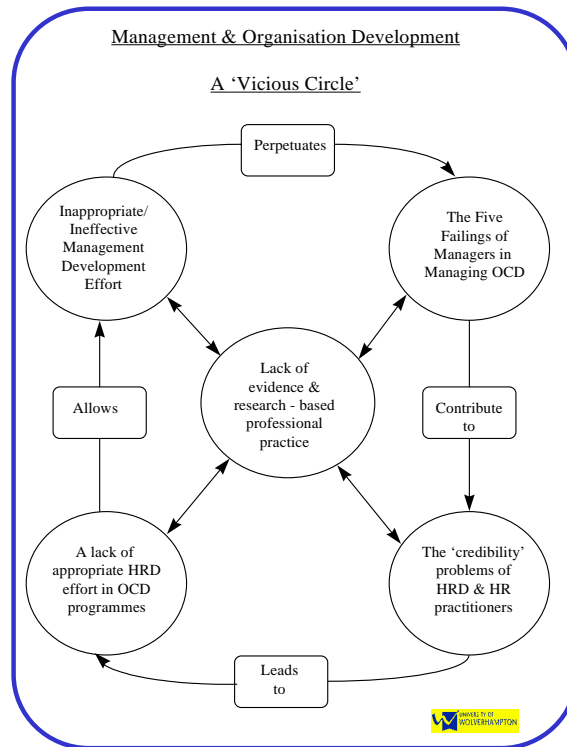 Management & Organisation Development
A ‘Vicious Circle’
Perpetuates
Inappropriate/
Ineffective
Management
Development
Effort
The Five
Failings of
Managers in
Managing OCD
Lack of
evidence &
research - based
professional
practice
Allows
Contribute
to
A lack of
appropriate HRD
effort in OCD
programmes
The ‘credibility’
problems of
HRD & HR
practitioners
Leads
to
UNIVERSITY OF
WOLVERHAMPTON